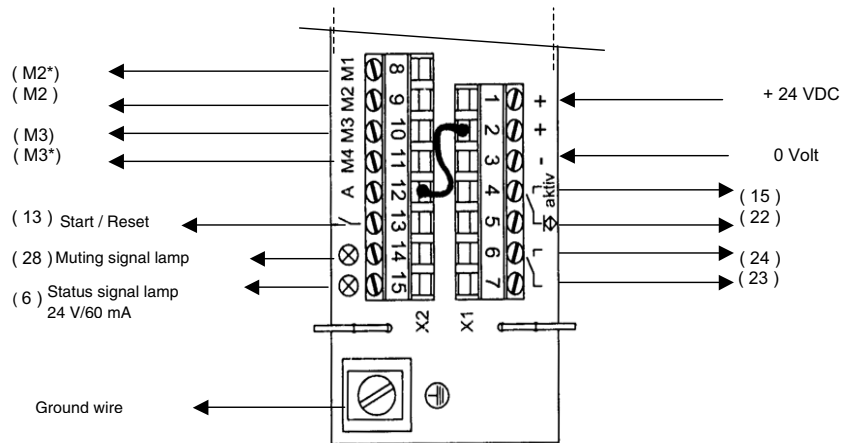 ( M2*)
( M2 )
( M3)
( M3*)
( 13 ) Start / Reset
( 28 ) Muting signal lamp
( 6 ) Status signal lamp
24 V/60 mA
Ground wire
M1
M2
M3
M4
A
8
9
10
11
12
13
14
15
X2
1
2
3
4
5
6
7
X1
+
+
-
aktiv
+ 24 VDC
0 Volt
( 15 )
( 22 )
( 24 )
( 23 )